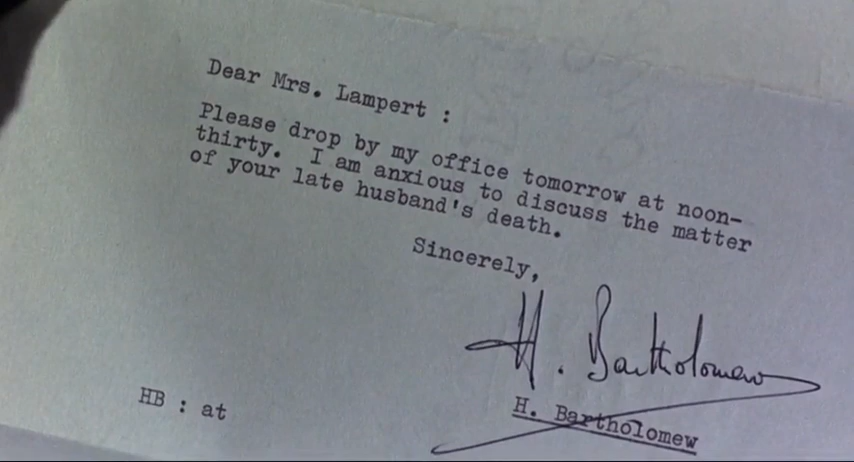 Dear Mrs. Lampert :
Please drop by my office tomorrow at noon-
thirty. I am anxious to discuss the matter
of your late husband's death.
Sincerely,
H. Bartholomew
H. Bartholomew
HB : at